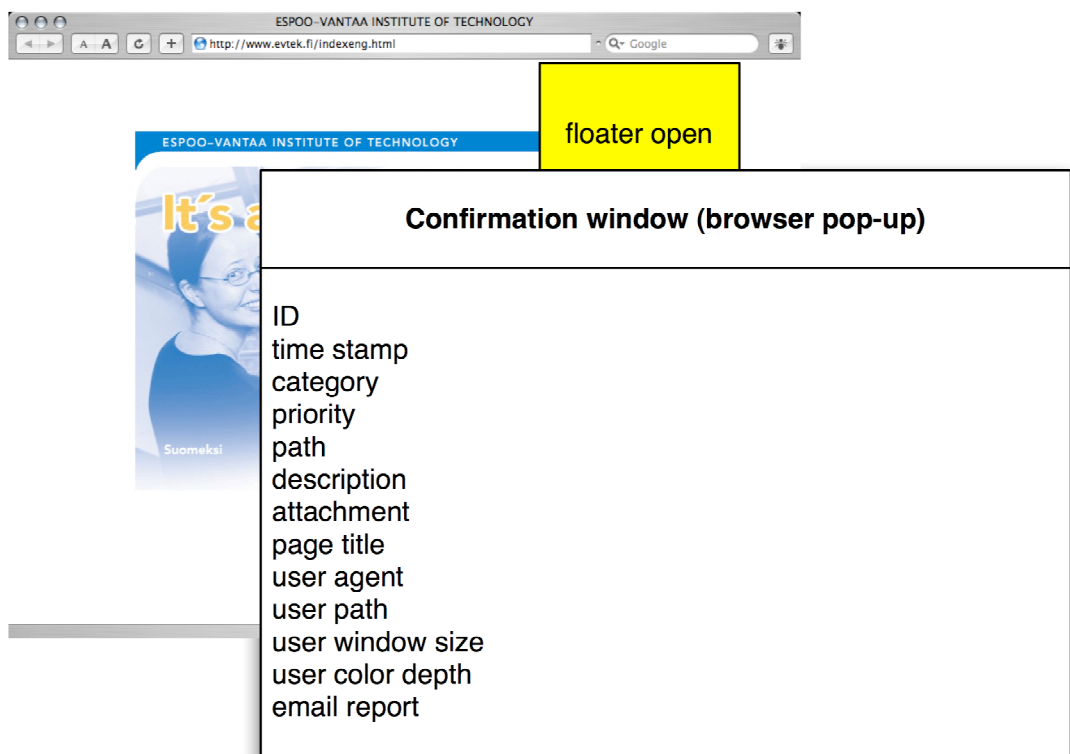 ESPOO-VANTAA INSTITUTE OF TECHNOLOGY
A A
http://www.evtek.fi/indexeng.html
Google
floater open
ESPOO-VANTAA INSTITUTE OF TECHNOLOGY
It´s a
Confirmation window (browser pop-up)
ID
time stamp
category
priority
path
description
attachment
page title
user agent
user path
user window size
user color depth
email report
Suomeksi